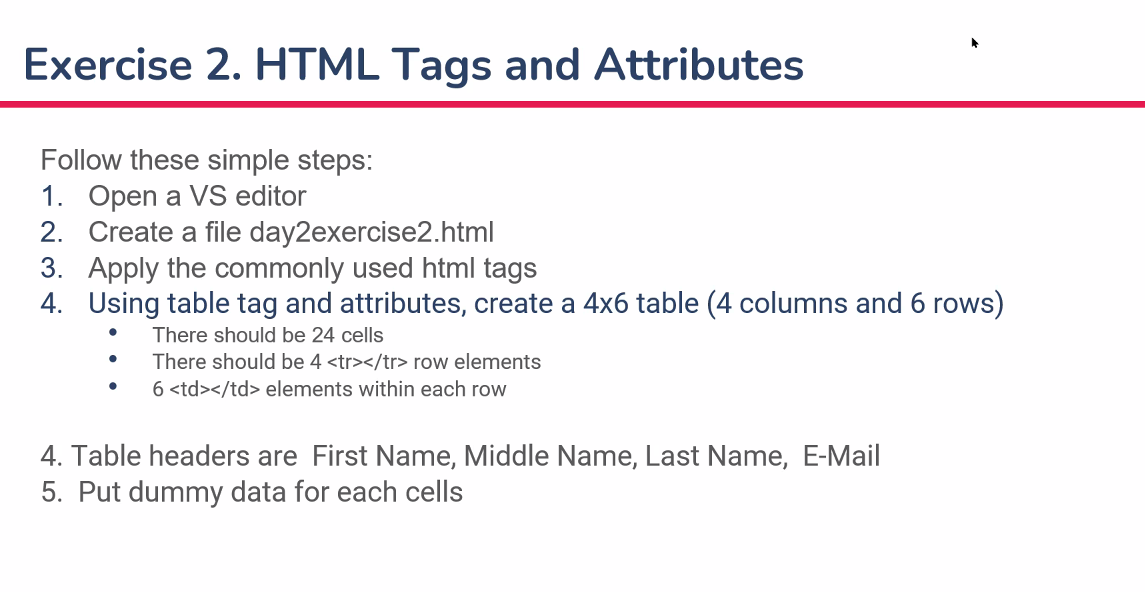 Exercise 2. HTML Tags and Attributes
Follow these simple steps:
1. Open a VS editor
2. Create a file day2exercise2.html
3. Apply the commonly used html tags
4. Using table tag and attributes, create a 4x6 table (4 columns and 6 rows)
• There should be 24 cells
• There should be 4 <tr></tr> row elements
• 6 <td></td> elements within each row
4. Table headers are  First Name, Middle Name, Last Name,  E-Mail
5.  Put dummy data for each cells